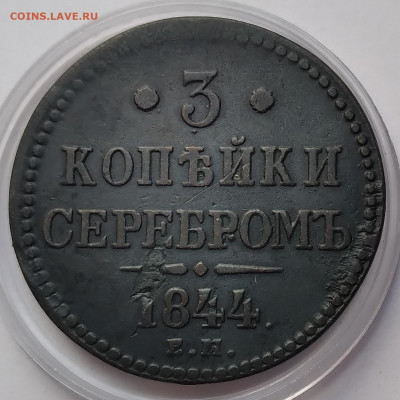 COINS.LAVE.RU
• 3 •
КОПѢЙКИ
СЕРЕБРОМЪ
1844.
Е.М.